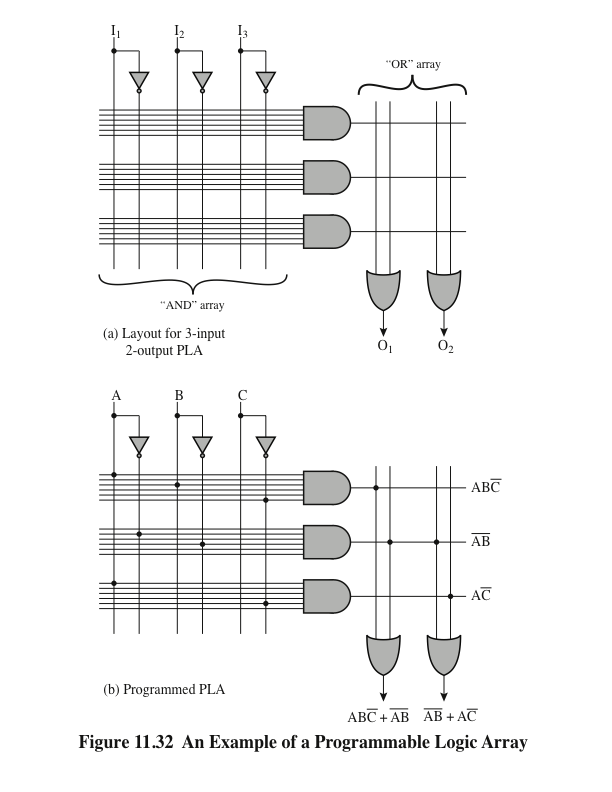 I₁ I₂ I₃
“OR” array
“AND” array
(a) Layout for 3-input
2-output PLA
O₁ O₂
A B C
ABC̅
A̅B̅
AC̅
(b) Programmed PLA
ABC̅ + A̅B̅ A̅B̅ + AC̅
Figure 11.32 An Example of a Programmable Logic Array